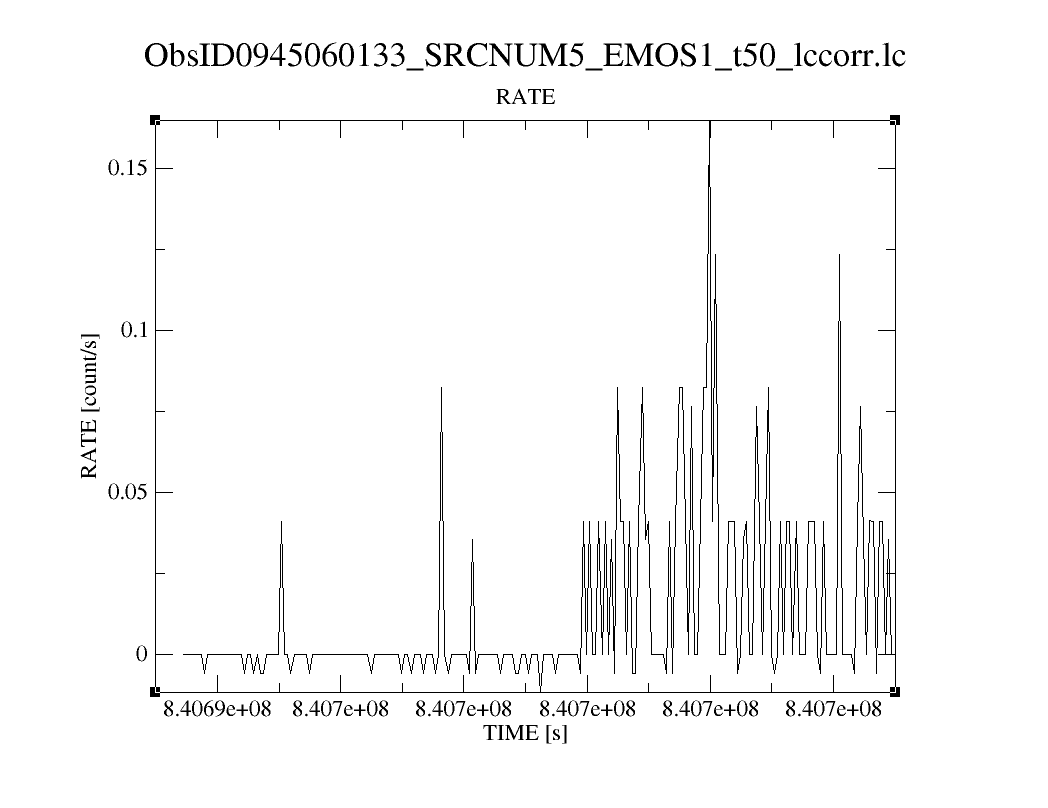 ObsID0945060133_SRCNUM5_EMOS1_t50_lccorr.lc
RATE
0.15
0.1
0.05
0
RATE [count/s]
8.4069e+08 8.407e+08 8.407e+08 8.407e+08 8.407e+08 8.407e+08
TIME [s]